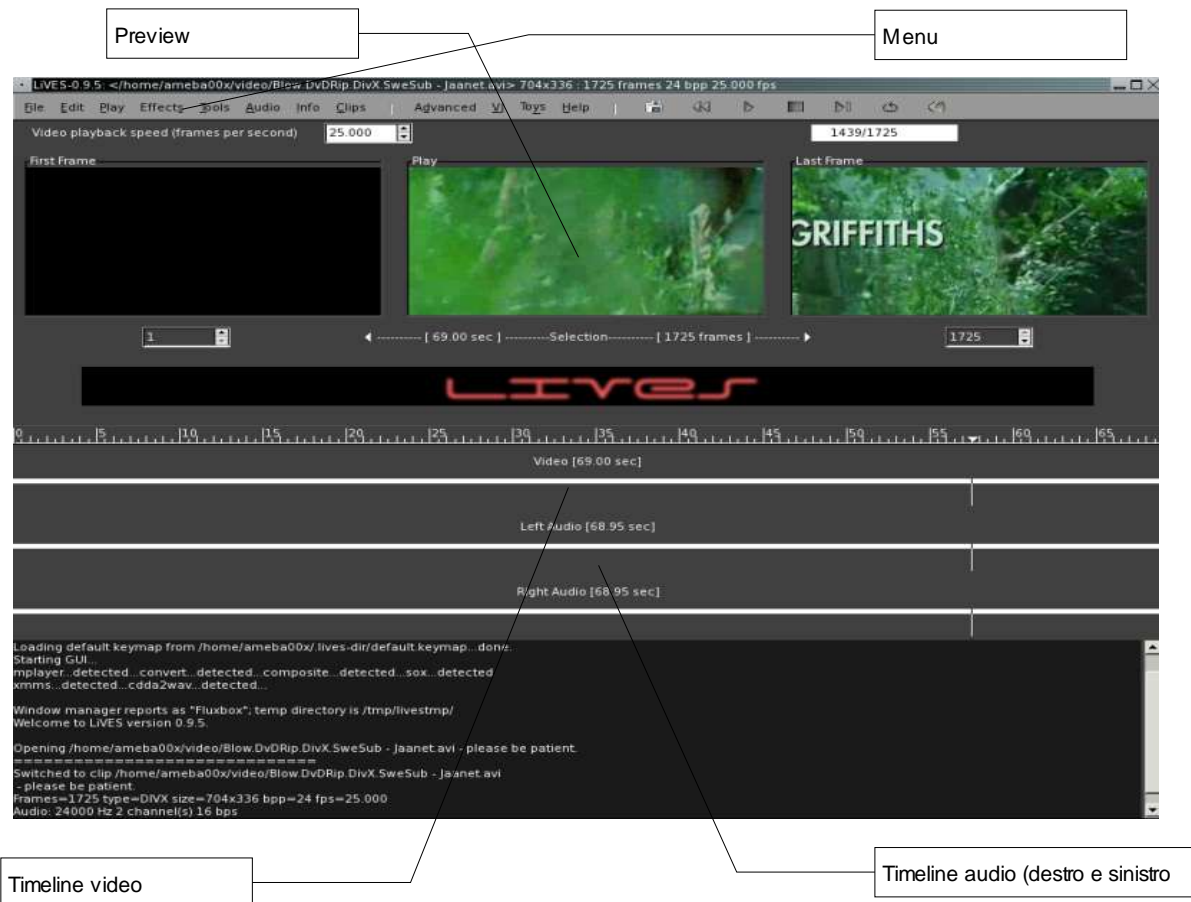 Preview
Menu
LiVES-0.9.5: </home/ameba00x/video/Blow.DvDRip.DivX.SweSub - Jaanet.avi> 704x336 : 1725 frames 24 bpp 25.000 fps
File Edit Play Effects Tools Audio Info Clips | Advanced VJ Toys Help |
Video playback speed (frames per second) 25.000 1439/1725
First Frame Play Last Frame
GRIFFITHS
1 ---------- [ 69.00 sec ] ----------Selection---------- [ 1725 frames ] ---------- 1725
LiVES
0 5 10 15 20 25 30 35 40 45 50 55 60 65
Video [69.00 sec]
Left Audio [68.95 sec]
Right Audio [68.95 sec]
Loading default keymap from /home/ameba00x/.lives-dir/default.keymap...done.
Starting GUI...
mplayer...detected...convert...detected...composite...detected...sox...detected
xmms...detected...cdda2wav...detected...
Window manager reports as "Fluxbox"; temp directory is /tmp/livestmp/
Welcome to LiVES version 0.9.5.
Opening /home/ameba00x/video/Blow.DvDRip.DivX.SweSub - Jaanet.avi - please be patient.
==============================
Switched to clip /home/ameba00x/video/Blow.DvDRip.DivX.SweSub - Jaanet.avi
- please be patient.
Frames=1725 type=DIVX size=704x336 bpp=24 fps=25.000
Audio: 24000 Hz 2 channel(s) 16 bps
Timeline video
Timeline audio (destro e sinistro